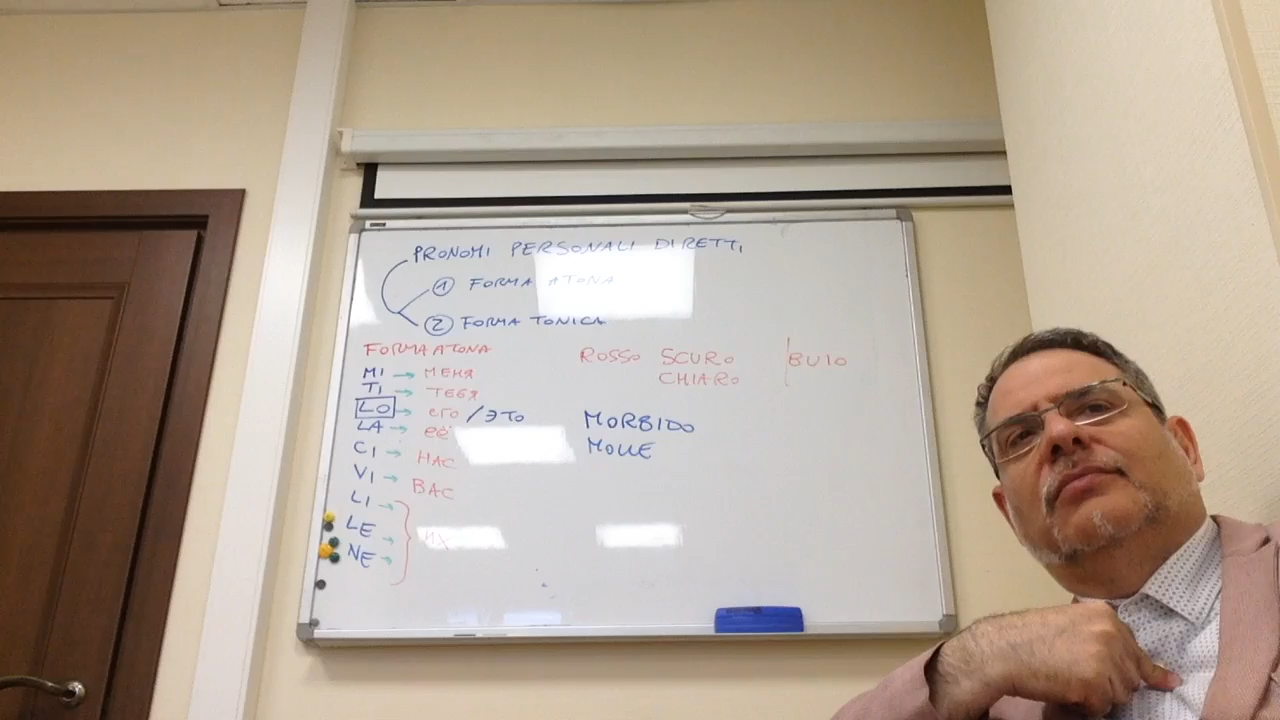 PRONOMI PERSONALI DIRETTI
① FORMA ATONA
② FORMA TONICA
FORMA ATONA
MI → МЕНЯ
TI → ТЕБЯ
LO → его / ЭТО
LA → её
CI → НАС
VI → ВАС
LI →
LE →
NE →
ИХ
ROSSO SCURO
CHIARO
BUIO
MORBIDO
MOLLE